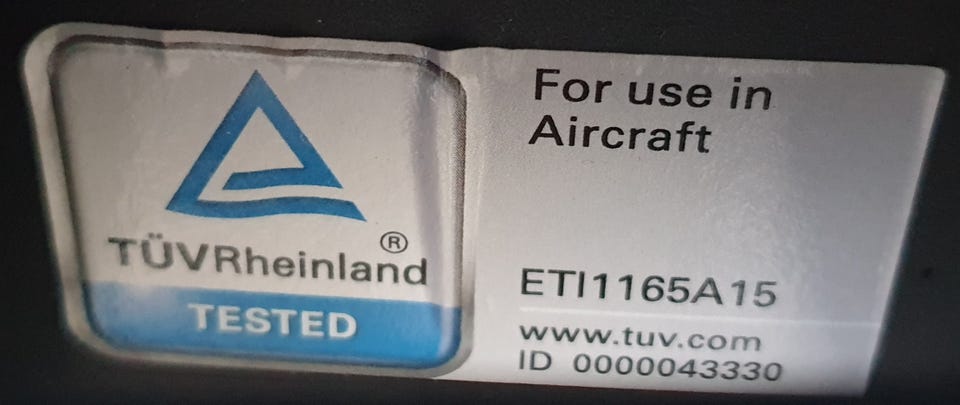 TÜVRheinland®
TESTED
For use in
Aircraft
ETI1165A15
www.tuv.com
ID 0000043330